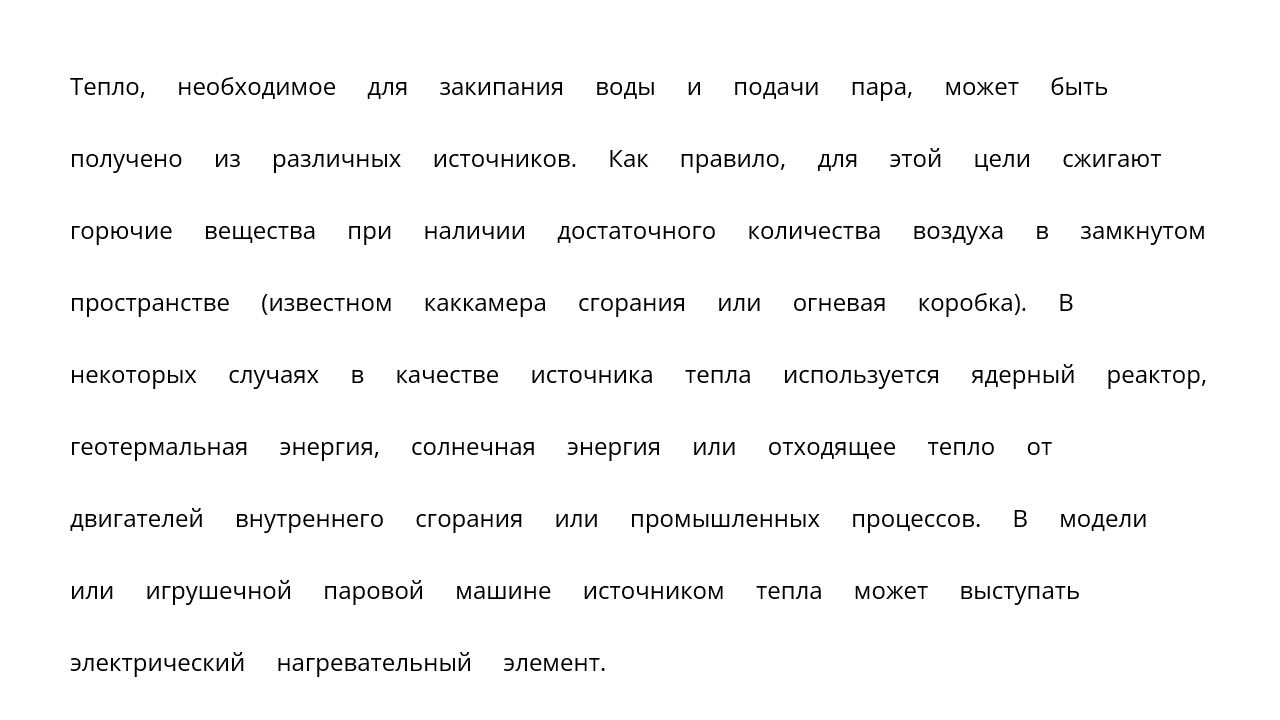 Тепло, необходимое для закипания воды и подачи пара, может быть
получено из различных источников. Как правило, для этой цели сжигают
горючие вещества при наличии достаточного количества воздуха в замкнутом
пространстве (известном каккамера сгорания или огневая коробка). В
некоторых случаях в качестве источника тепла используется ядерный реактор,
геотермальная энергия, солнечная энергия или отходящее тепло от
двигателей внутреннего сгорания или промышленных процессов. В модели
или игрушечной паровой машине источником тепла может выступать
электрический нагревательный элемент.